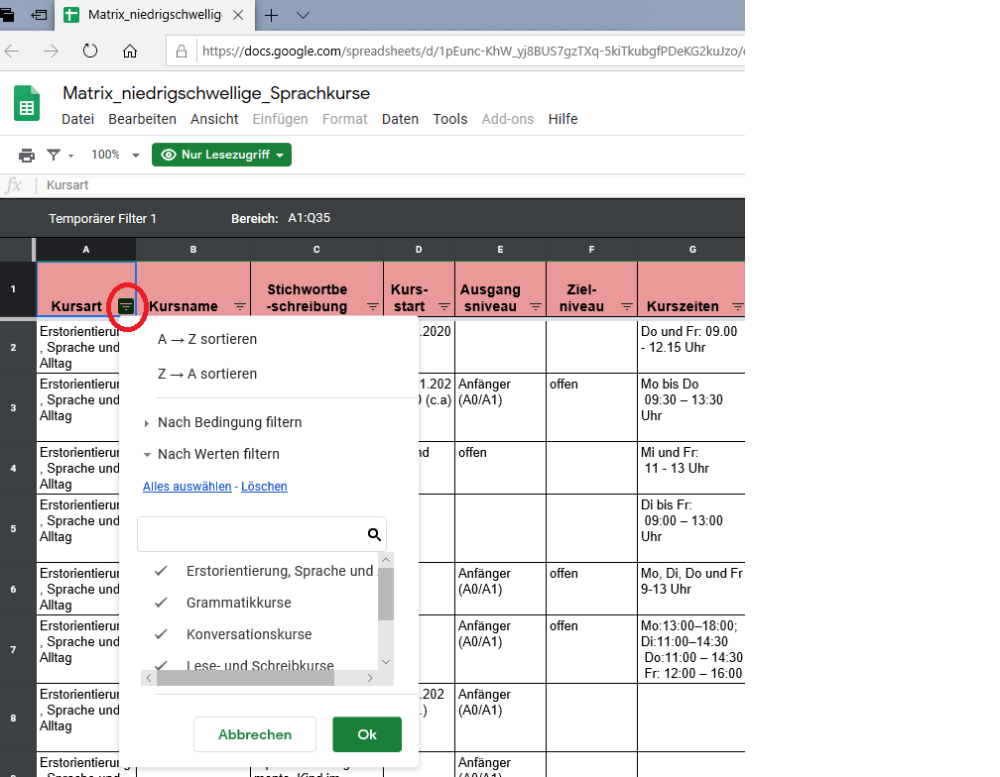 Matrix_niedrigschwellig
https://docs.google.com/spreadsheets/d/1pEunc-KhW_yj8BUS7gzTXq-5kiTkubgfPDeKG2kuJzo/
Matrix_niedrigschwellige_Sprachkurse
Datei Bearbeiten Ansicht Einfügen Format Daten Tools Add-ons Hilfe
100% Nur Lesezugriff
fx Kursart
Temporärer Filter 1 Bereich: A1:Q35
A B C D E F G
1
Kursart
Kursname
Stichwortbe
-schreibung
Kurs-
start
Ausgang
sniveau
Ziel-
niveau
Kurszeiten
2
Erstorientierun
, Sprache und
Alltag
.2020
Do und Fr: 09.00
- 12.15 Uhr
3
Erstorientierun
, Sprache und
Alltag
1.202
0 (c.a)
Anfänger
(A0/A1)
offen
Mo bis Do
09:30 – 13:30
Uhr
4
Erstorientierun
, Sprache und
Alltag
nd
offen
Mi und Fr:
11 - 13 Uhr
5
Erstorientierun
, Sprache und
Alltag
Di bis Fr:
09:00 – 13:00
Uhr
6
Erstorientierun
, Sprache und
Alltag
Anfänger
(A0/A1)
offen
Mo, Di, Do und Fr
9-13 Uhr
7
Erstorientierun
, Sprache und
Alltag
Anfänger
(A0/A1)
offen
Mo:13:00–18:00;
Di:11:00–14:30
Do:11:00 – 14:30
Fr: 12:00 – 16:00
8
Erstorientierun
, Sprache und
Alltag
.202
.)
Anfänger
(A0/A1)
Erstorientierung
, Sprache und
Anfänger
(A0/A1)
A → Z sortieren
Z → A sortieren
Nach Bedingung filtern
Nach Werten filtern
Alles auswählen - Löschen
Erstorientierung, Sprache und
Grammatikkurse
Konversationskurse
Lese- und Schreibkurse
Abbrechen Ok